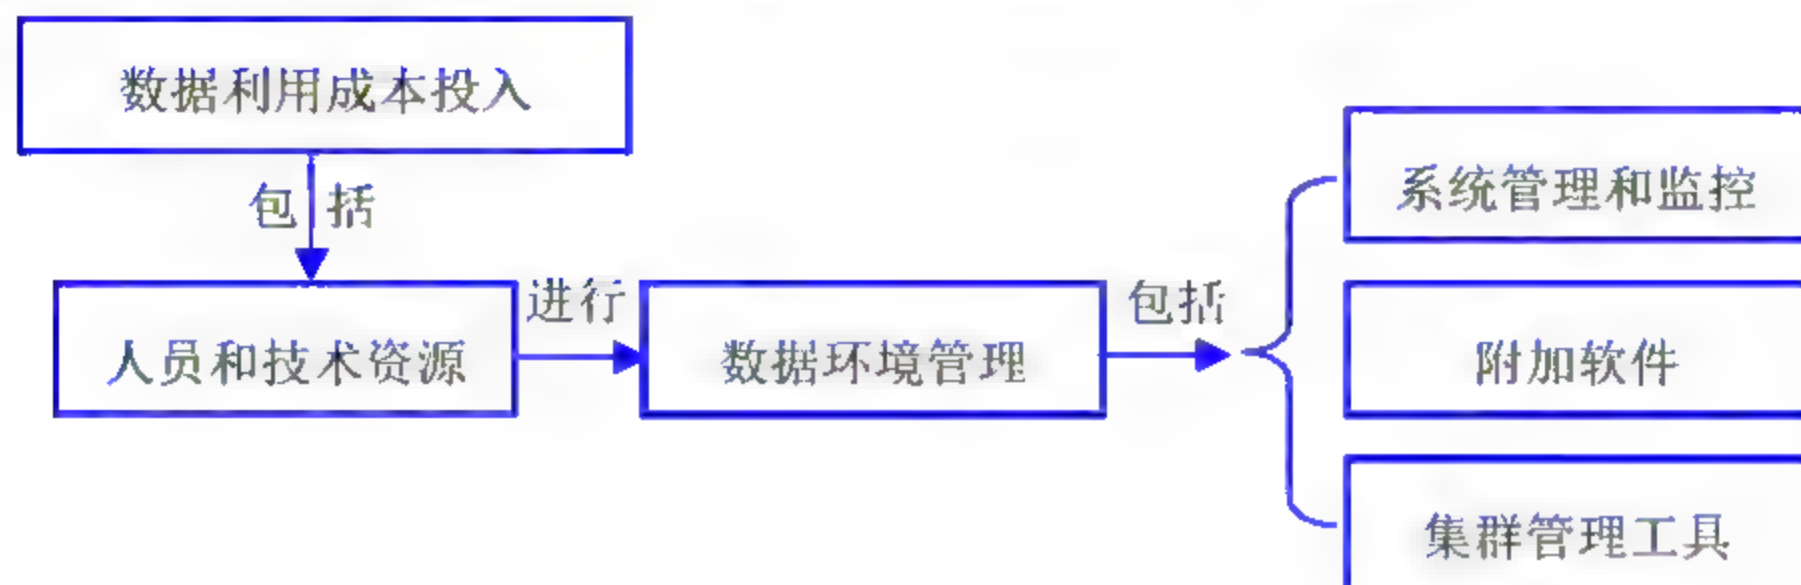 数据利用成本投入
包括
人员和技术资源
进行
数据环境管理
包括
系统管理和监控
附加软件
集群管理工具